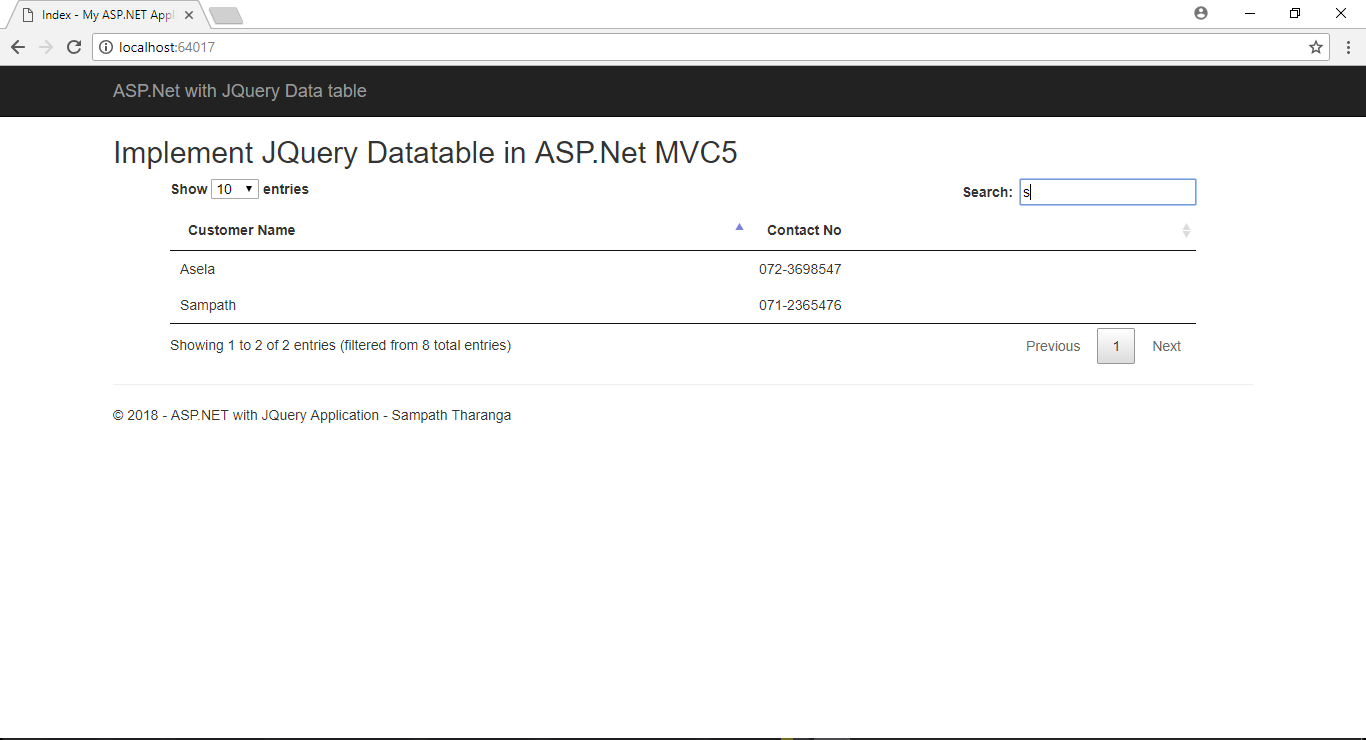 Index - My ASP.NET Appl
localhost:64017
ASP.Net with JQuery Data table
Implement JQuery Datatable in ASP.Net MVC5
Show 10 entries
Search: s
Customer Name Contact No
Asela 072-3698547
Sampath 071-2365476
Showing 1 to 2 of 2 entries (filtered from 8 total entries)
Previous 1 Next
© 2018 - ASP.NET with JQuery Application - Sampath Tharanga